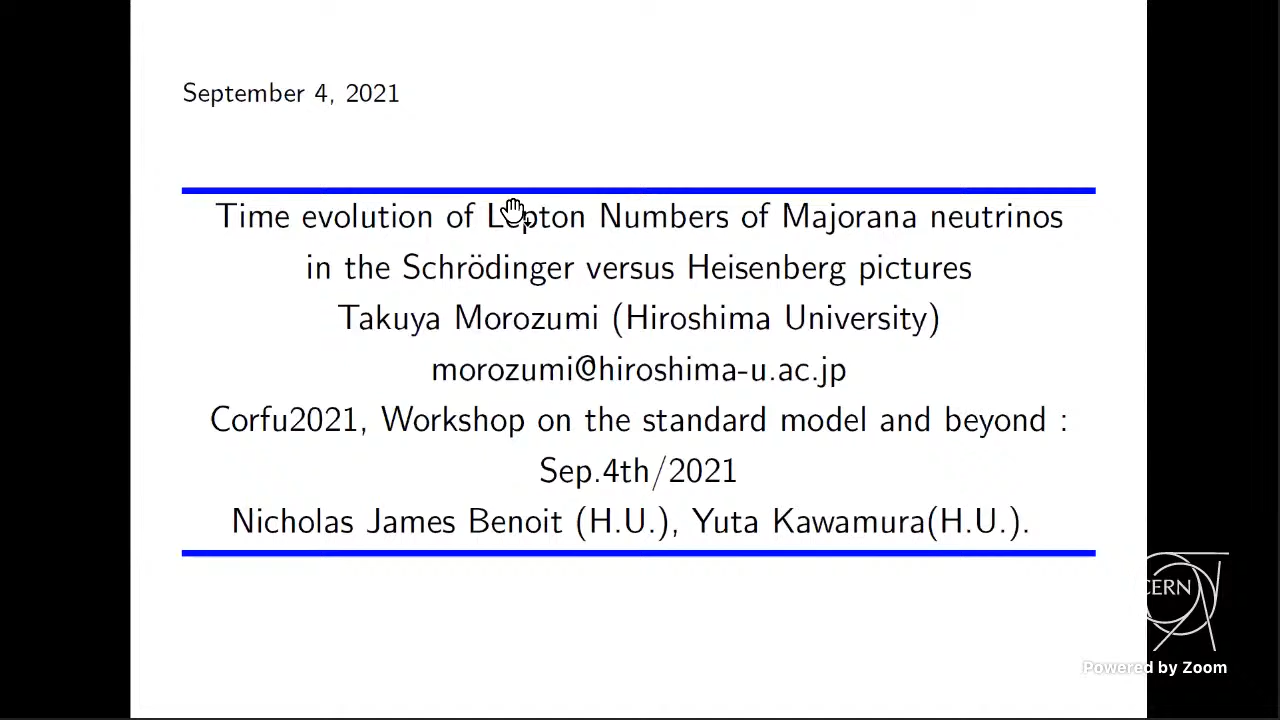 September 4, 2021
Time evolution of Lepton Numbers of Majorana neutrinos
in the Schrödinger versus Heisenberg pictures
Takuya Morozumi (Hiroshima University)
morozumi@hiroshima-u.ac.jp
Corfu2021, Workshop on the standard model and beyond :
Sep.4th/2021
Nicholas James Benoit (H.U.), Yuta Kawamura(H.U.).
CERN
Powered by Zoom